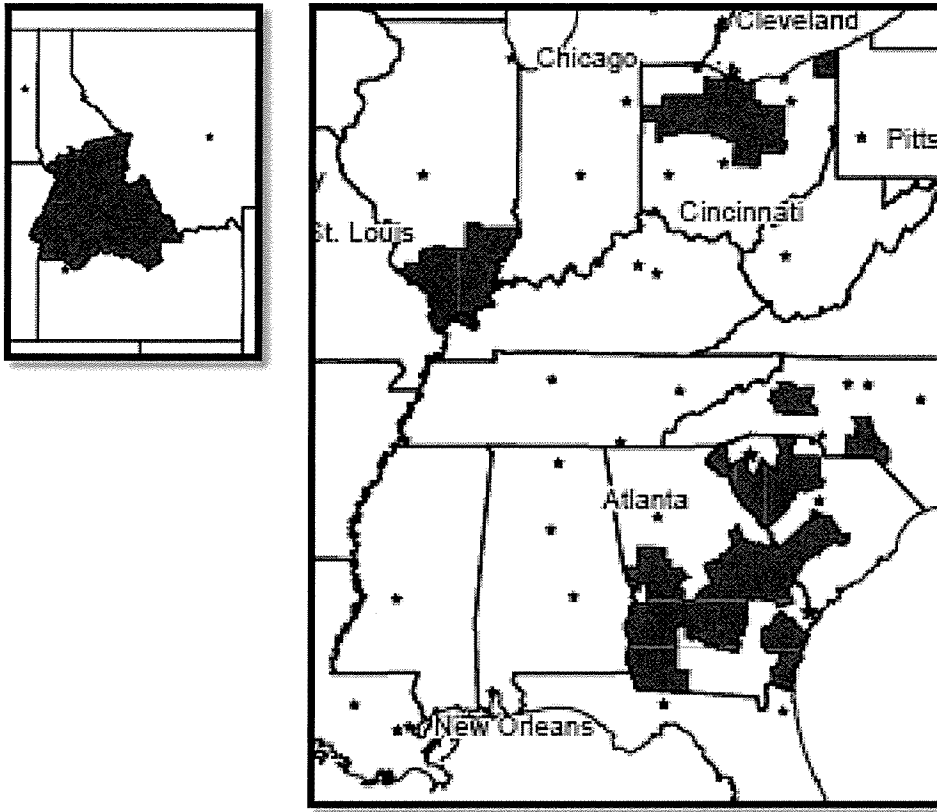 Cleveland
Chicago
Pitts
y
Cincinnati
St. Louis
Atlanta
New Orleans